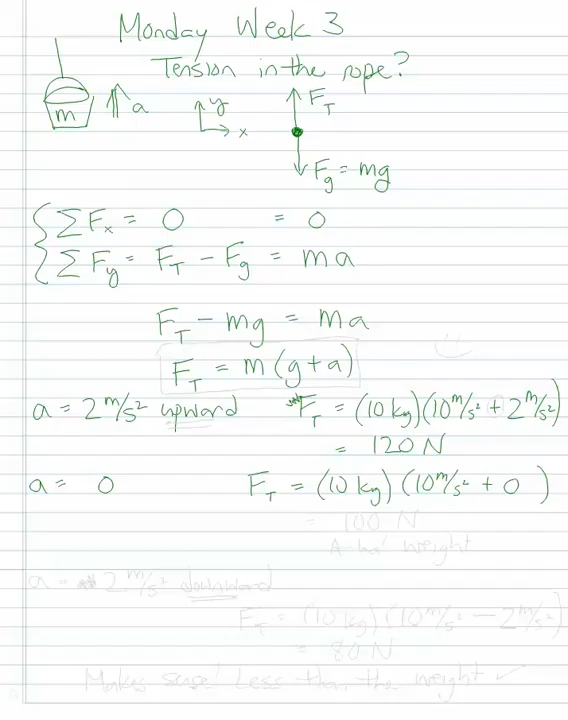 Monday Week 3
Tension in the rope?
m a y x F_T
F_g = mg
ΣF_x = 0 = 0
ΣF_y = F_T - F_g = ma
F_T - mg = ma
F_T = m(g+a)
a = 2 m/s² upward F_T = (10 kg)(10 m/s² + 2 m/s²)
= 120 N
a = 0 F_T = (10 kg)(10 m/s² + 0)
= 100 N
A-ha! weight
a = 2 m/s² downward
F_T = (10 kg)(10 m/s² - 2 m/s²)
= 80 N
Makes sense! Less than the weight ✓